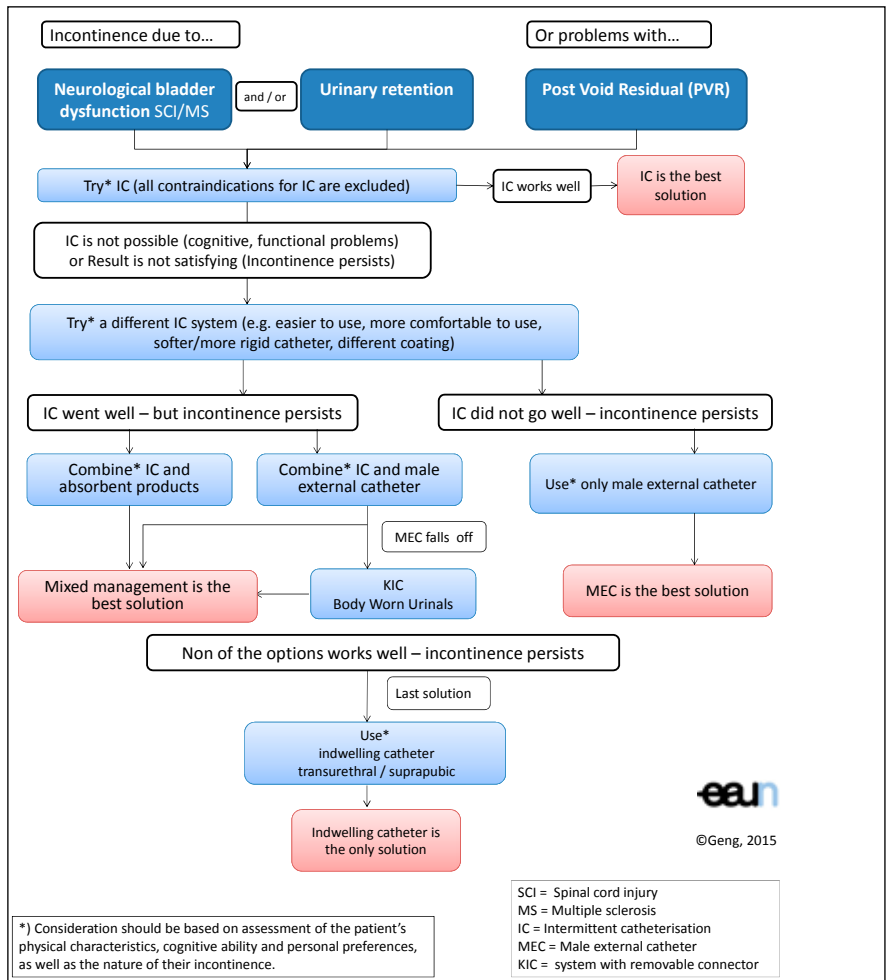 Incontinence due to…
Or problems with…
Neurological bladder
dysfunction SCI/MS
and / or
Urinary retention
Post Void Residual (PVR)
Try* IC (all contraindications for IC are excluded)
IC works well
IC is the best
solution
IC is not possible (cognitive, functional problems)
or Result is not satisfying (Incontinence persists)
Try* a different IC system (e.g. easier to use, more comfortable to use,
softer/more rigid catheter, different coating)
IC went well – but incontinence persists
IC did not go well – incontinence persists
Combine* IC and
absorbent products
Combine* IC and male
external catheter
Use* only male external catheter
MEC falls off
Mixed management is the
best solution
KIC
Body Worn Urinals
MEC is the best solution
Non of the options works well – incontinence persists
Last solution
Use*
indwelling catheter
transurethral / suprapubic
Indwelling catheter is
the only solution
eaun
©Geng, 2015
SCI = Spinal cord injury
MS = Multiple sclerosis
IC = Intermittent catheterisation
MEC = Male external catheter
KIC = system with removable connector
*) Consideration should be based on assessment of the patient’s
physical characteristics, cognitive ability and personal preferences,
as well as the nature of their incontinence.